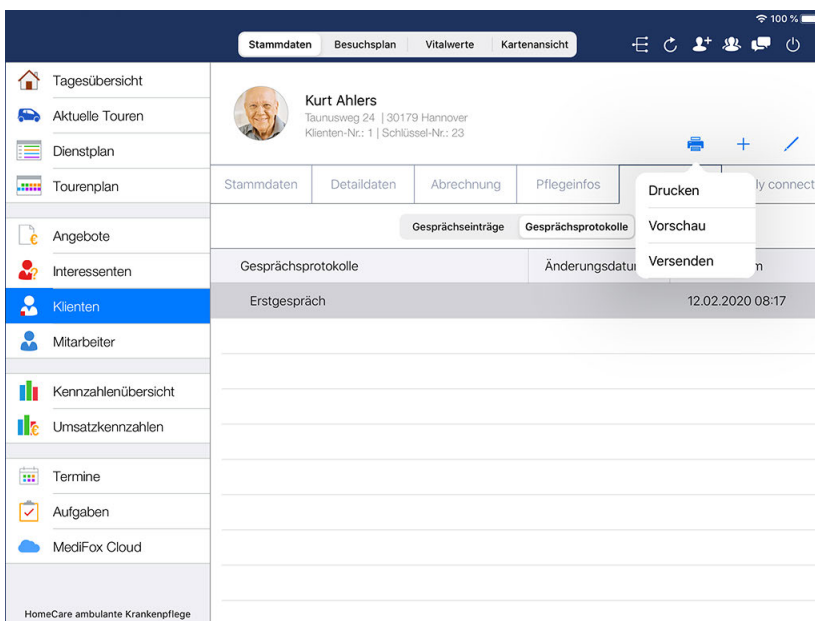 100 %
Stammdaten Besuchsplan Vitalwerte Kartenansicht
Tagesübersicht
Aktuelle Touren
Dienstplan
Tourenplan
Angebote
Interessenten
Klienten
Mitarbeiter
Kennzahlenübersicht
Umsatzkennzahlen
Termine
Aufgaben
MediFox Cloud
HomeCare ambulante Krankenpflege
Kurt Ahlers
Taunusweg 24 | 30179 Hannover
Klienten-Nr.: 1 | Schlüssel-Nr.: 23
Stammdaten Detaildaten Abrechnung Pflegeinfos connect
Drucken
Vorschau
Versenden
Gesprächseinträge Gesprächsprotokolle
Gesprächsprotokolle
Erstgespräch 12.02.2020 08:17